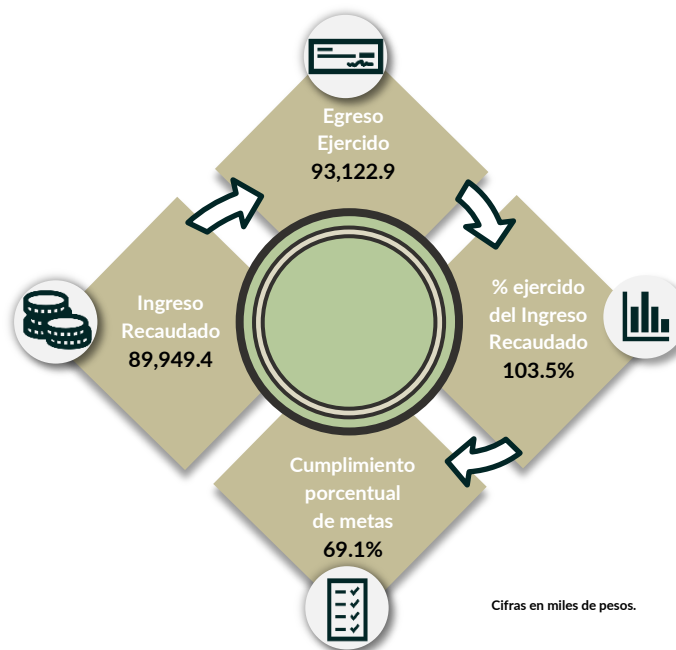 Egreso
Ejercido
93,122.9
Ingreso
Recaudado
89,949.4
% ejercido
del Ingreso
Recaudado
103.5%
Cumplimiento
porcentual
de metas
69.1%
Cifras en miles de pesos.